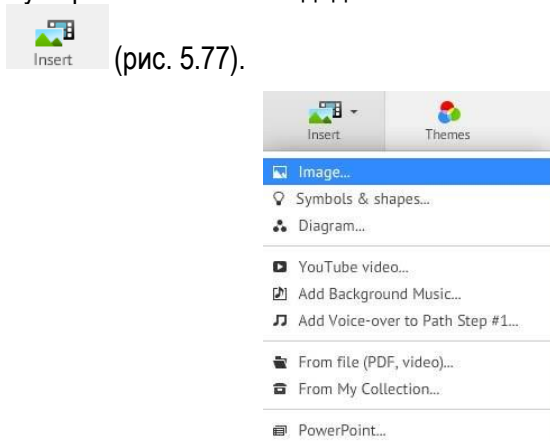 Insert
(рис. 5.77).
Insert Themes
Image...
Symbols & shapes...
Diagram...
YouTube video...
Add Background Music...
Add Voice-over to Path Step #1...
From file (PDF, video)...
From My Collection...
PowerPoint...